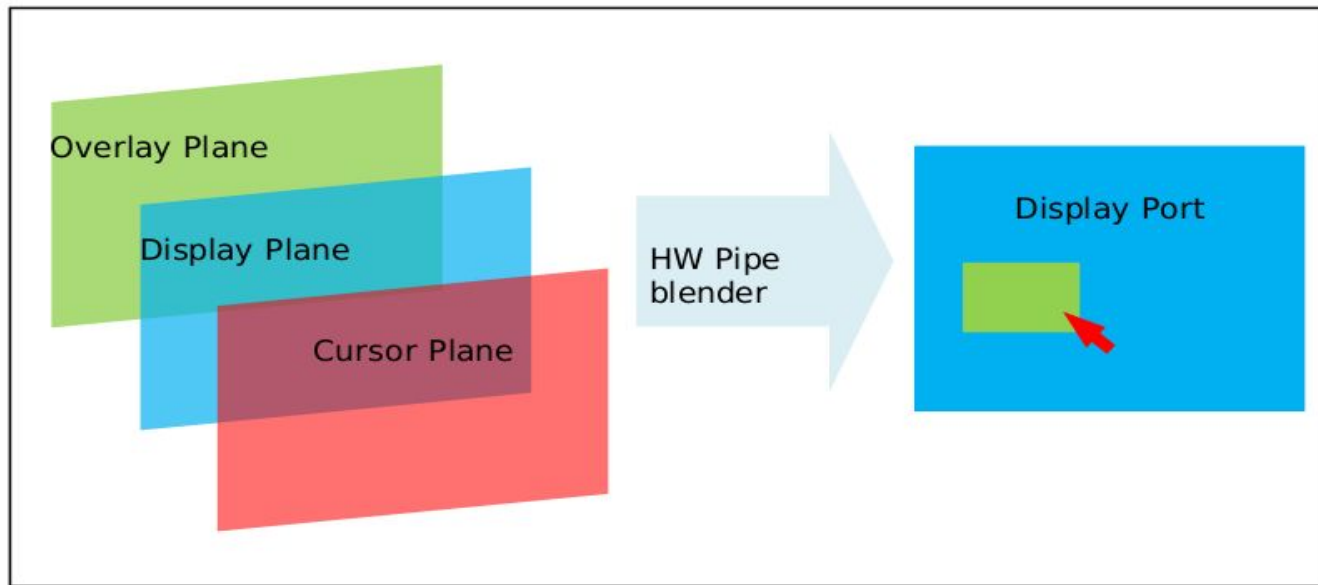 Overlay Plane
Display Plane
Cursor Plane
HW Pipe
blender
Display Port